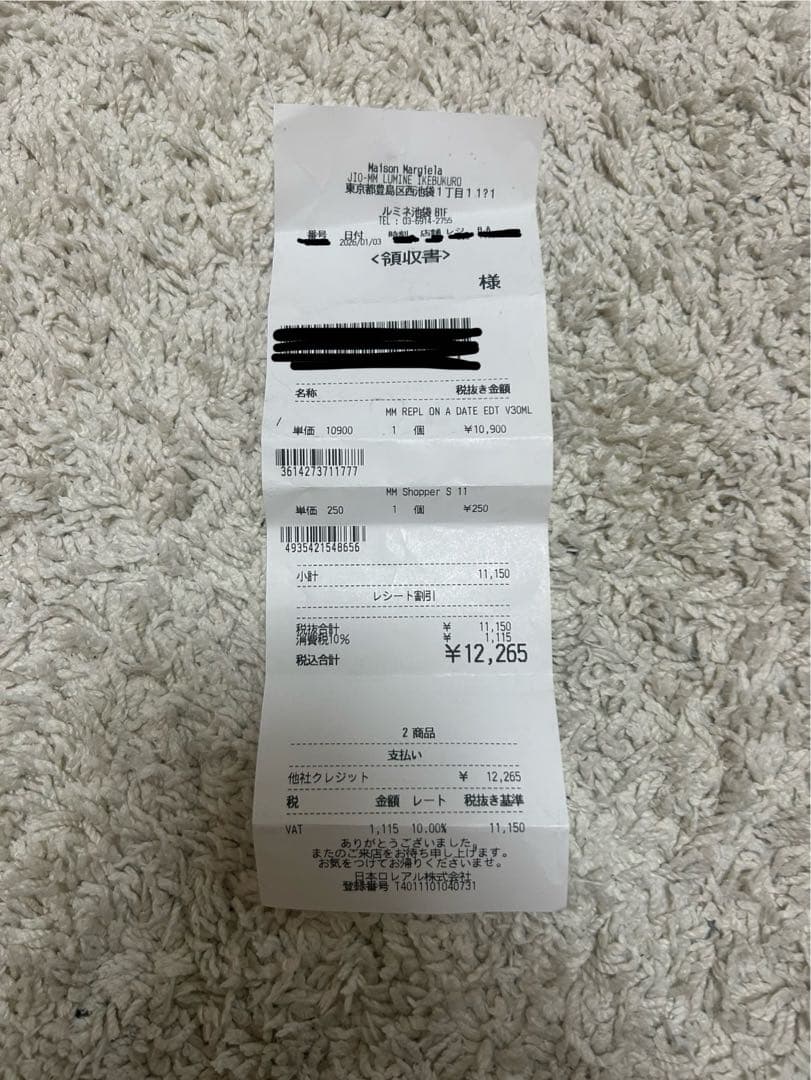 Maison Margiela
JIO-MM LUMINE IKEBUKURO
東京都豊島区西池袋1丁目11?1
ルミネ池袋 B1F
TEL : 03-6914-2755
番号 日付 時刻 店舗 レジ
2026/01/03
<領収書>
様
名称 税抜き金額
MM REPL ON A DATE EDT V30ML
単価 10900 1 個 ¥10,900
3614273711777
MM Shopper S 11
単価 250 1 個 ¥250
4935421548656
小計 11,150
レシート割引
税抜合計 ¥ 11,150
消費税10% ¥ 1,115
税込合計 ¥12,265
2 商品
支払い
他社クレジット ¥ 12,265
税 金額 レート 税抜き基準
VAT 1,115 10.00% 11,150
ありがとうございました。
またのご来店をお待ち申し上げます。
お気をつけてお帰りくださいませ。
日本ロレアル株式会社
登録番号 T4011101040731